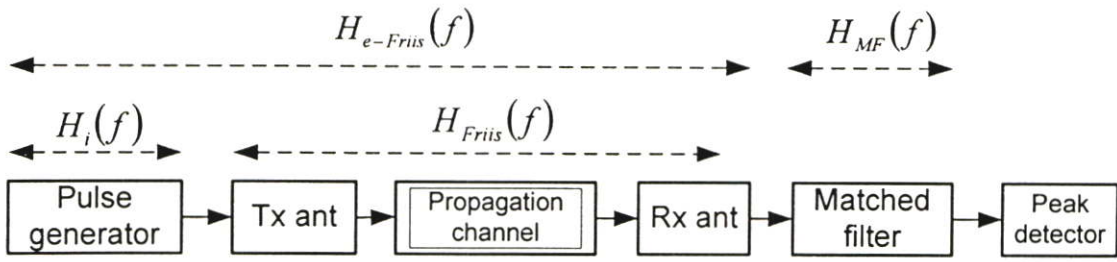 H_{e-Friis}(f)
H_{MF}(f)
H_i(f)
H_{Friis}(f)
Pulse
generator
Tx ant
Propagation
channel
Rx ant
Matched
filter
Peak
detector